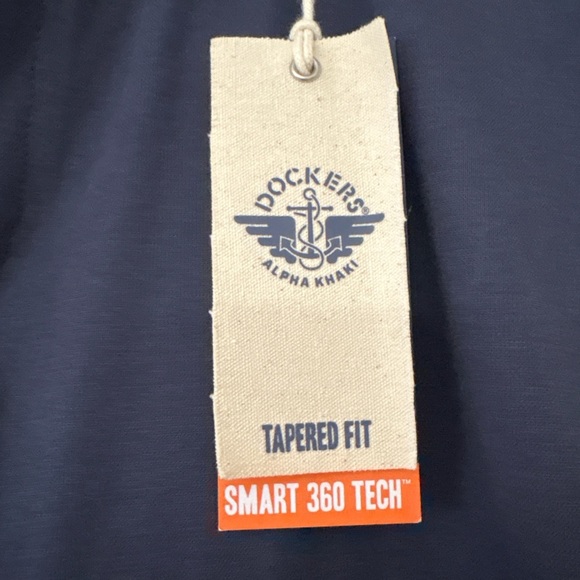 DOCKERS®
ALPHA KHAKI
TAPERED FIT
SMART 360 TECH™